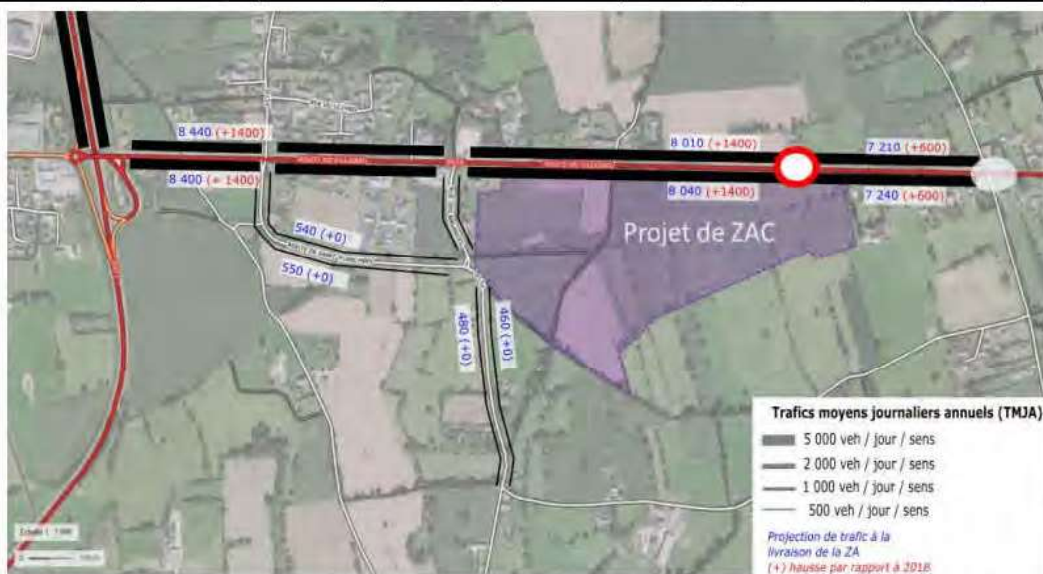 8 440 (+1400)
8 400 (+ 1400)
8 010 (+1400)
7 210 (+600)
8 040 (+1400)
7 240 (+600)
540 (+0)
550 (+0)
480 (+0)
460 (+0)
Projet de ZAC
Trafics moyens journaliers annuels (TMJA)
5 000 veh / jour / sens
2 000 veh / jour / sens
1 000 veh / jour / sens
500 veh / jour / sens
Projection de trafic à la
livraison de la ZA
(+) hausse par rapport à 2018